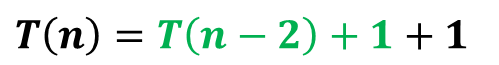 T(n) = T(n − 2) + 1 + 1